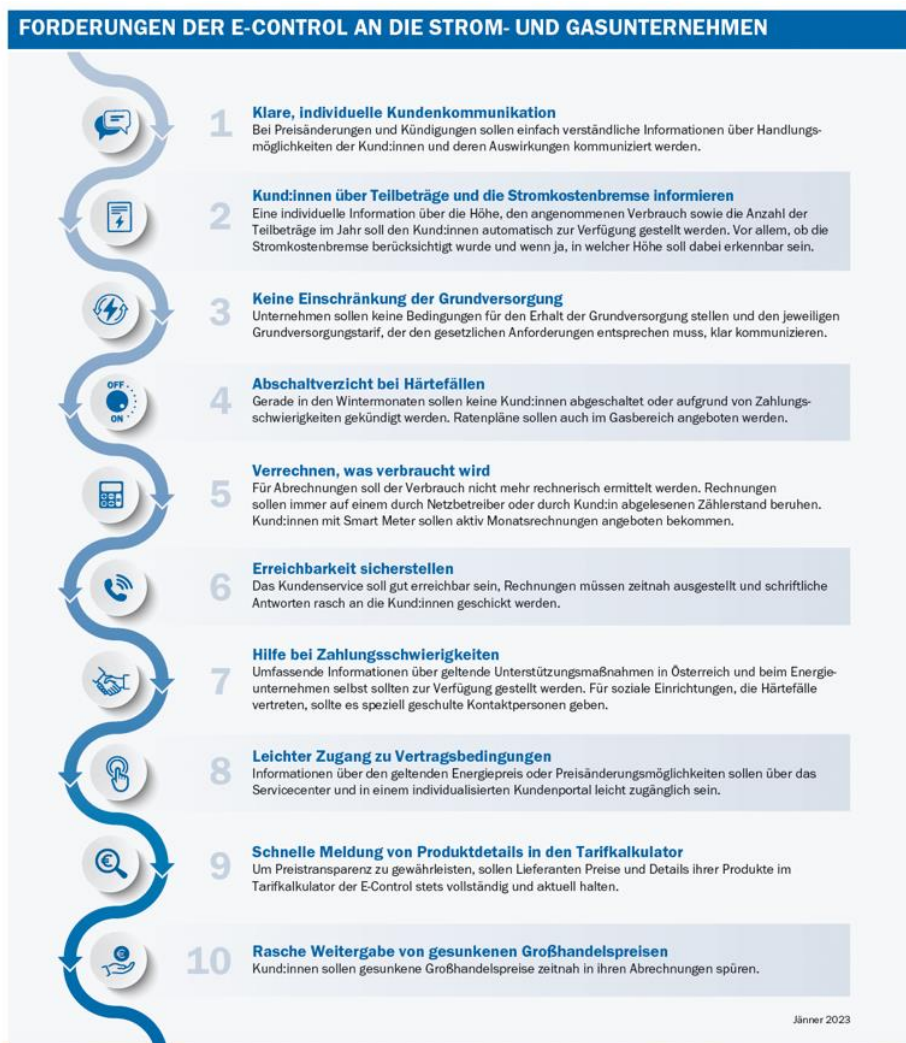 FORDERUNGEN DER E-CONTROL AN DIE STROM- UND GASUNTERNEHMEN
1
Klare, individuelle Kundenkommunikation
Bei Preisänderungen und Kündigungen sollen einfach verständliche Informationen über Handlungs-
möglichkeiten der Kund:innen und deren Auswirkungen kommuniziert werden.
2
Kund:innen über Teilbeträge und die Stromkostenbremse informieren
Eine individuelle Information über die Höhe, den angenommenen Verbrauch sowie die Anzahl der
Teilbeträge im Jahr soll den Kund:innen automatisch zur Verfügung gestellt werden. Vor allem, ob die
Stromkostenbremse berücksichtigt wurde und wenn ja, in welcher Höhe soll dabei erkennbar sein.
3
Keine Einschränkung der Grundversorgung
Unternehmen sollen keine Bedingungen für den Erhalt der Grundversorgung stellen und den jeweiligen
Grundversorgungstarif, der den gesetzlichen Anforderungen entsprechen muss, klar kommunizieren.
OFF
ON
4
Abschaltverzicht bei Härtefällen
Gerade in den Wintermonaten sollen keine Kund:innen abgeschaltet oder aufgrund von Zahlungs-
schwierigkeiten gekündigt werden. Ratenpläne sollen auch im Gasbereich angeboten werden.
5
Verrechnen, was verbraucht wird
Für Abrechnungen soll der Verbrauch nicht mehr rechnerisch ermittelt werden. Rechnungen
sollen immer auf einem durch Netzbetreiber oder durch Kund:in abgelesenen Zählerstand beruhen.
Kund:innen mit Smart Meter sollen aktiv Monatsrechnungen angeboten bekommen.
6
Erreichbarkeit sicherstellen
Das Kundenservice soll gut erreichbar sein, Rechnungen müssen zeitnah ausgestellt und schriftliche
Antworten rasch an die Kund:innen geschickt werden.
7
Hilfe bei Zahlungsschwierigkeiten
Umfassende Informationen über geltende Unterstützungsmaßnahmen in Österreich und beim Energie-
unternehmen selbst sollten zur Verfügung gestellt werden. Für soziale Einrichtungen, die Härtefälle
vertreten, sollte es speziell geschulte Kontaktpersonen geben.
8
Leichter Zugang zu Vertragsbedingungen
Informationen über den geltenden Energiepreis oder Preisänderungsmöglichkeiten sollen über das
Servicecenter und in einem individualisierten Kundenportal leicht zugänglich sein.
€
9
Schnelle Meldung von Produktdetails in den Tarifkalkulator
Um Preistransparenz zu gewährleisten, sollen Lieferanten Preise und Details ihrer Produkte im
Tarifkalkulator der E-Control stets vollständig und aktuell halten.
€
10
Rasche Weitergabe von gesunkenen Großhandelspreisen
Kund:innen sollen gesunkene Großhandelspreise zeitnah in ihren Abrechnungen spüren.
Jänner 2023